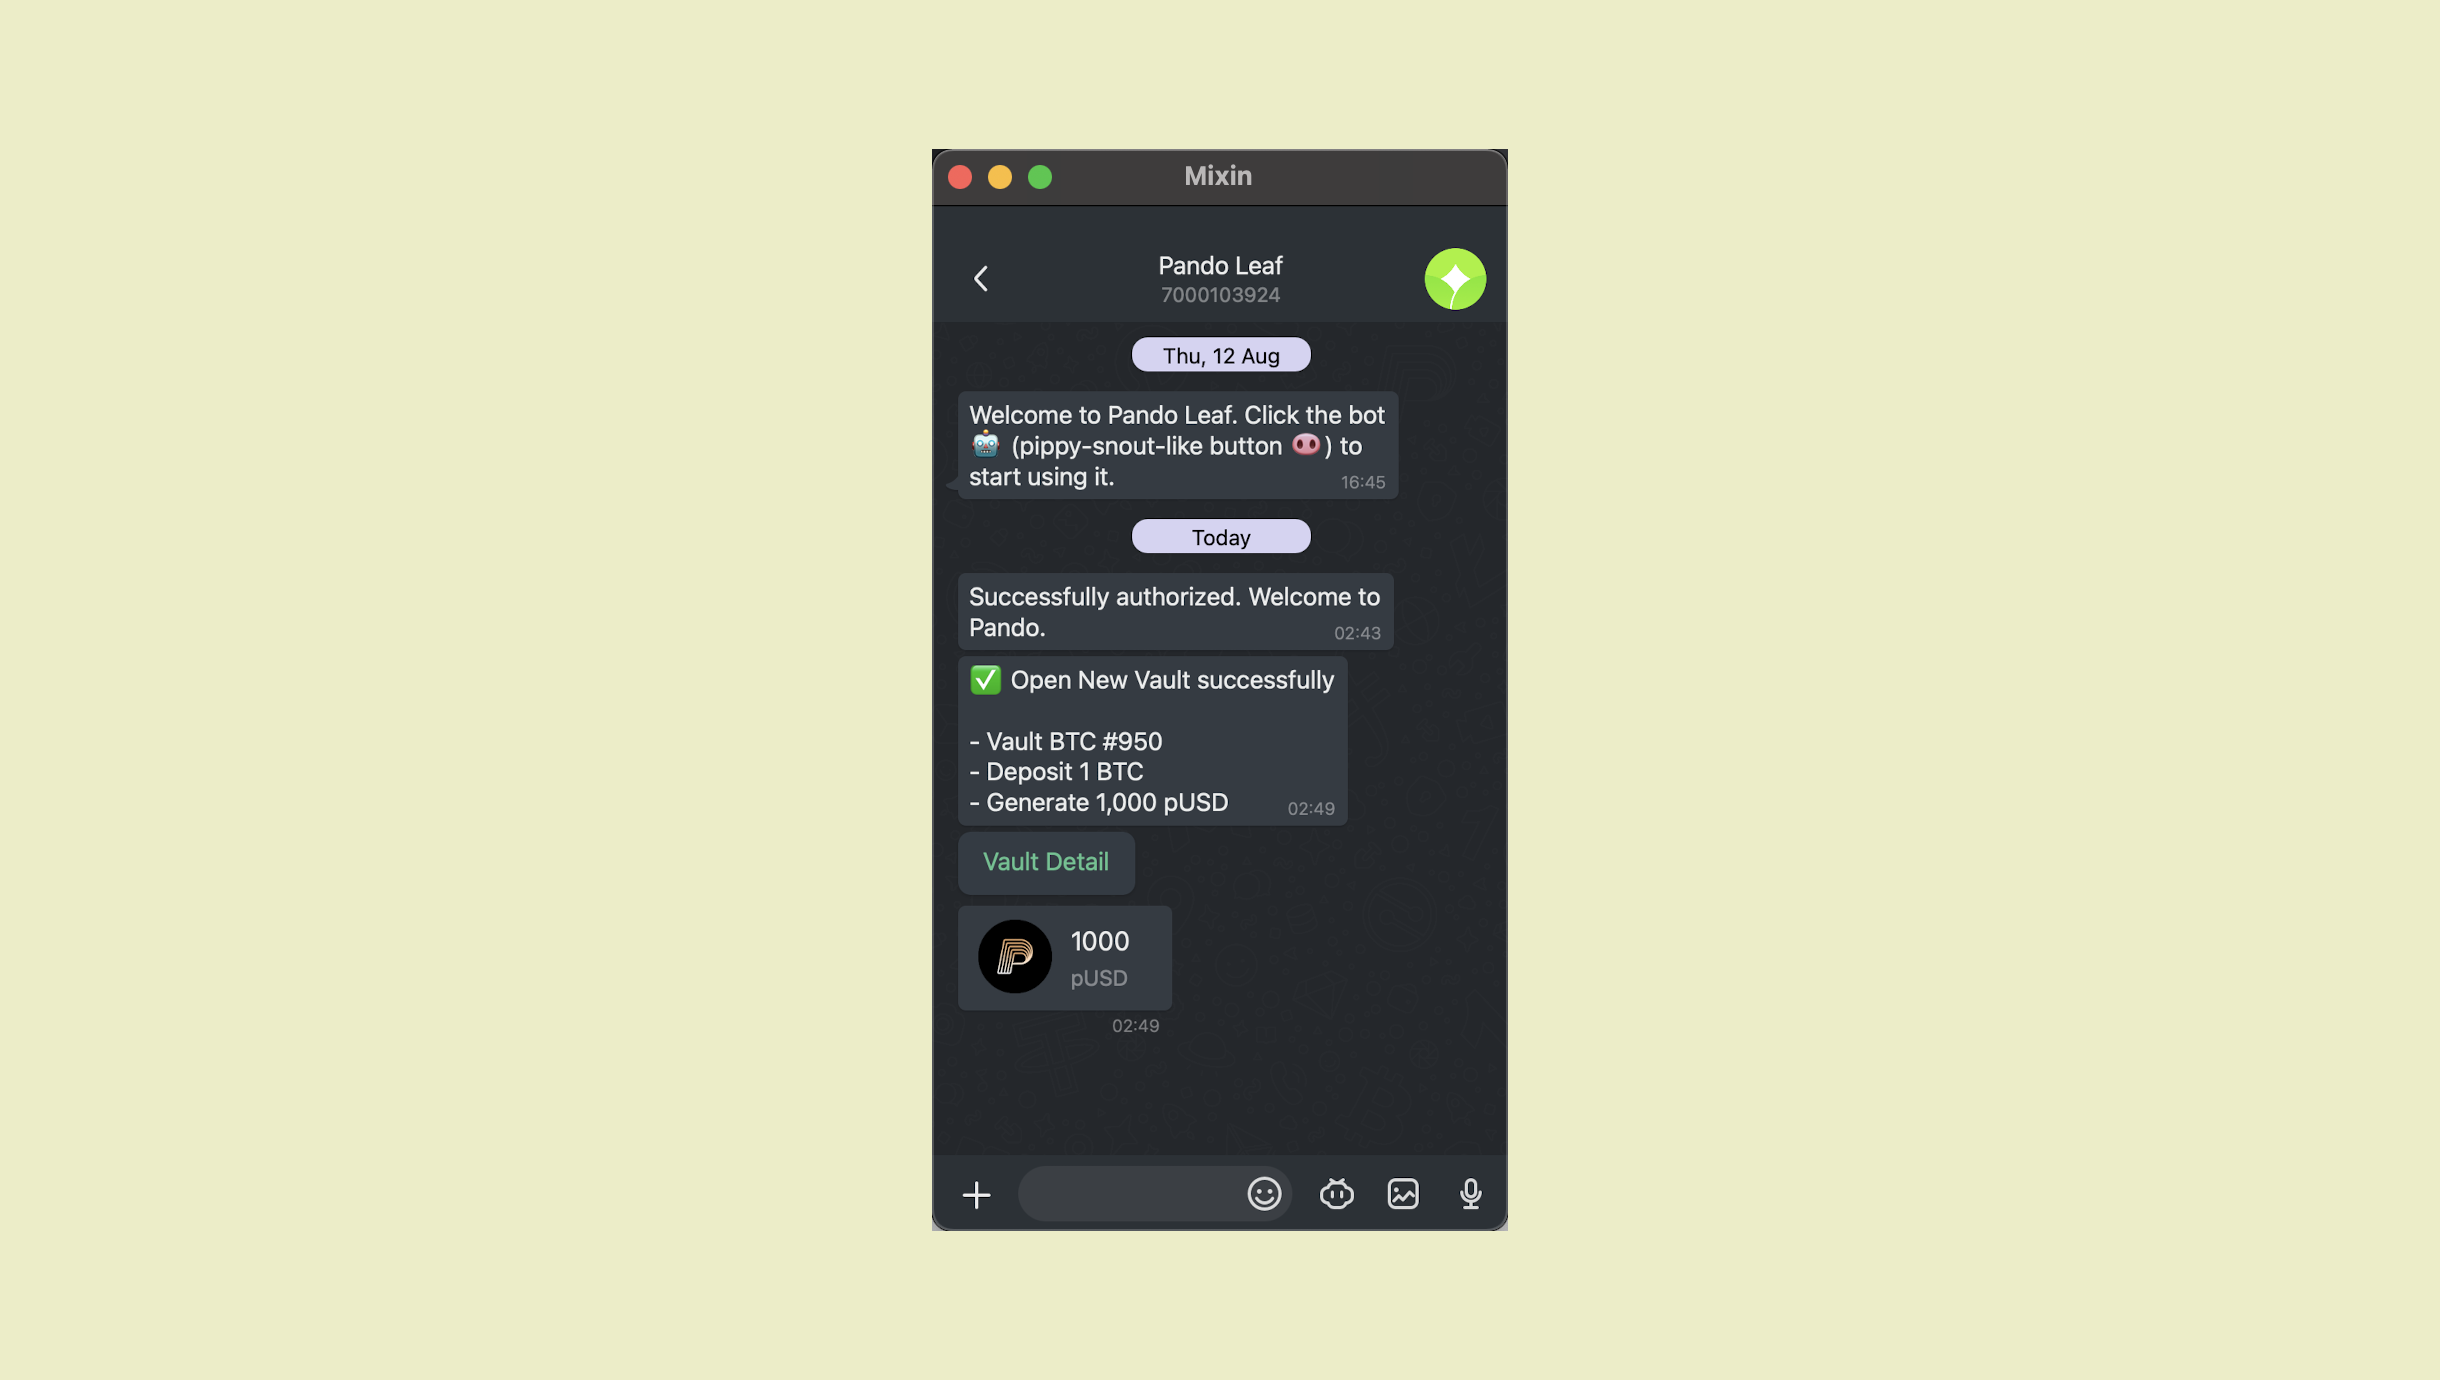 Mixin
Pando Leaf
7000103924
Thu, 12 Aug
Welcome to Pando Leaf. Click the bot
🤖 (pippy-snout-like button 🐽) to
start using it.
16:45
Today
Successfully authorized. Welcome to
Pando.
02:43
✅ Open New Vault successfully
- Vault BTC #950
- Deposit 1 BTC
- Generate 1,000 pUSD
02:49
Vault Detail
1000
pUSD
02:49